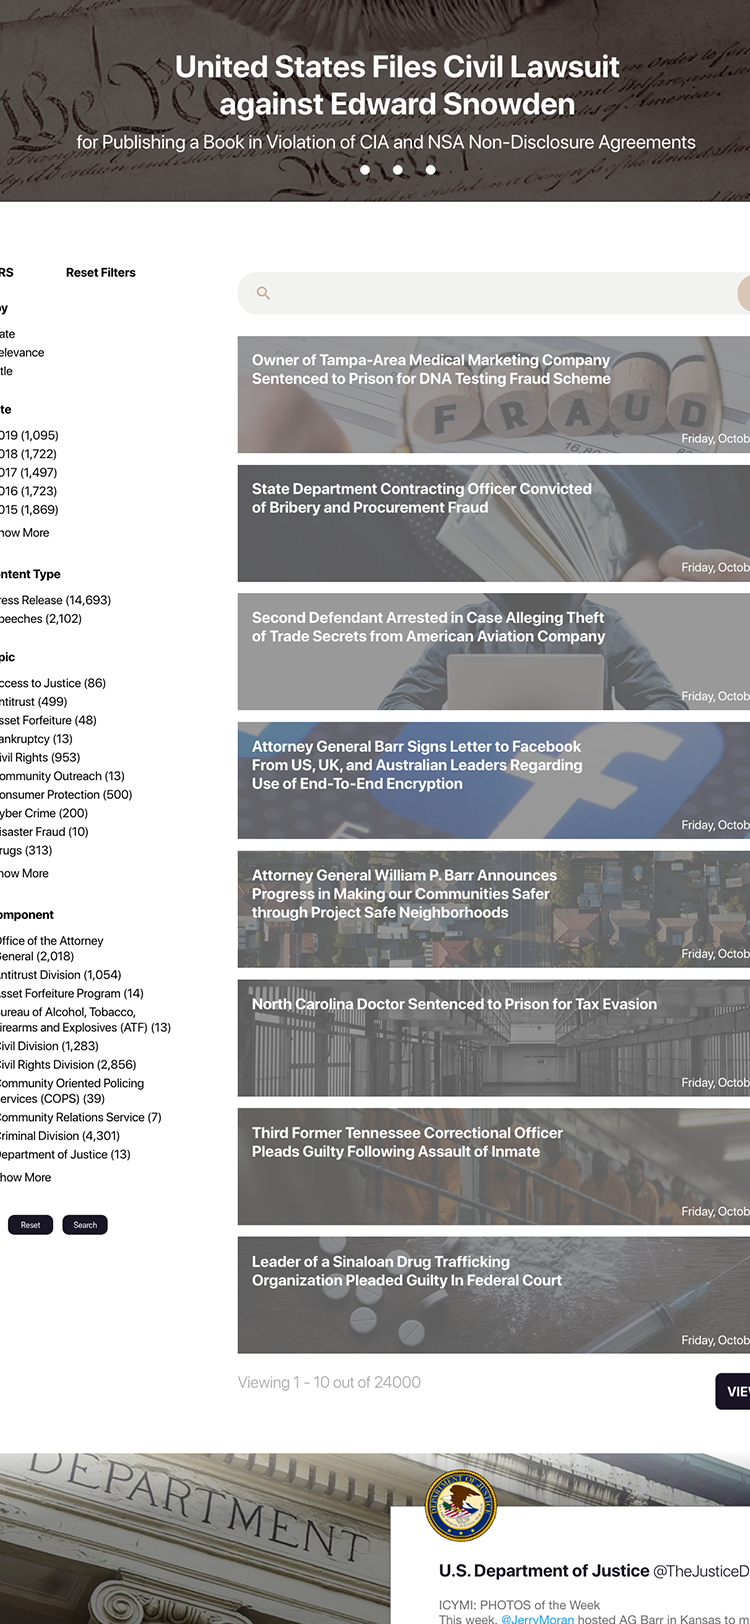 United States Files Civil Lawsuit
against Edward Snowden
for Publishing a Book in Violation of CIA and NSA Non-Disclosure Agreements
We the People
RS
Reset Filters
y
ate
elevance
tle
te
019 (1,095)
018 (1,722)
017 (1,497)
016 (1,723)
015 (1,869)
how More
ntent Type
ress Release (14,693)
peeches (2,102)
pic
ccess to Justice (86)
ntitrust (499)
sset Forfeiture (48)
ankruptcy (13)
ivil Rights (953)
ommunity Outreach (13)
onsumer Protection (500)
yber Crime (200)
isaster Fraud (10)
rugs (313)
how More
omponent
ffice of the Attorney
General (2,018)
ntitrust Division (1,054)
sset Forfeiture Program (14)
ureau of Alcohol, Tobacco,
irearms and Explosives (ATF) (13)
ivil Division (1,283)
Civil Rights Division (2,856)
Community Oriented Policing
ervices (COPS) (39)
Community Relations Service (7)
Criminal Division (4,301)
epartment of Justice (13)
how More
Reset
Search
Owner of Tampa-Area Medical Marketing Company
Sentenced to Prison for DNA Testing Fraud Scheme
FRAUD
Friday, Octob
State Department Contracting Officer Convicted
of Bribery and Procurement Fraud
Friday, Octob
Second Defendant Arrested in Case Alleging Theft
of Trade Secrets from American Aviation Company
Friday, Octob
Attorney General Barr Signs Letter to Facebook
From US, UK, and Australian Leaders Regarding
Use of End-To-End Encryption
Friday, Octob
Attorney General William P. Barr Announces
Progress in Making our Communities Safer
through Project Safe Neighborhoods
Friday, Octob
North Carolina Doctor Sentenced to Prison for Tax Evasion
Friday, Octob
Third Former Tennessee Correctional Officer
Pleads Guilty Following Assault of Inmate
Friday, Octob
Leader of a Sinaloan Drug Trafficking
Organization Pleaded Guilty In Federal Court
Friday, Octob
Viewing 1 - 10 out of 24000
VIE
DEPARTMENT
DEPARTMENT OF JUSTICE
U.S. Department of Justice @TheJusticeD
ICYMI: PHOTOS of the Week
This week, @JerryMoran hosted AG Barr in Kansas to m